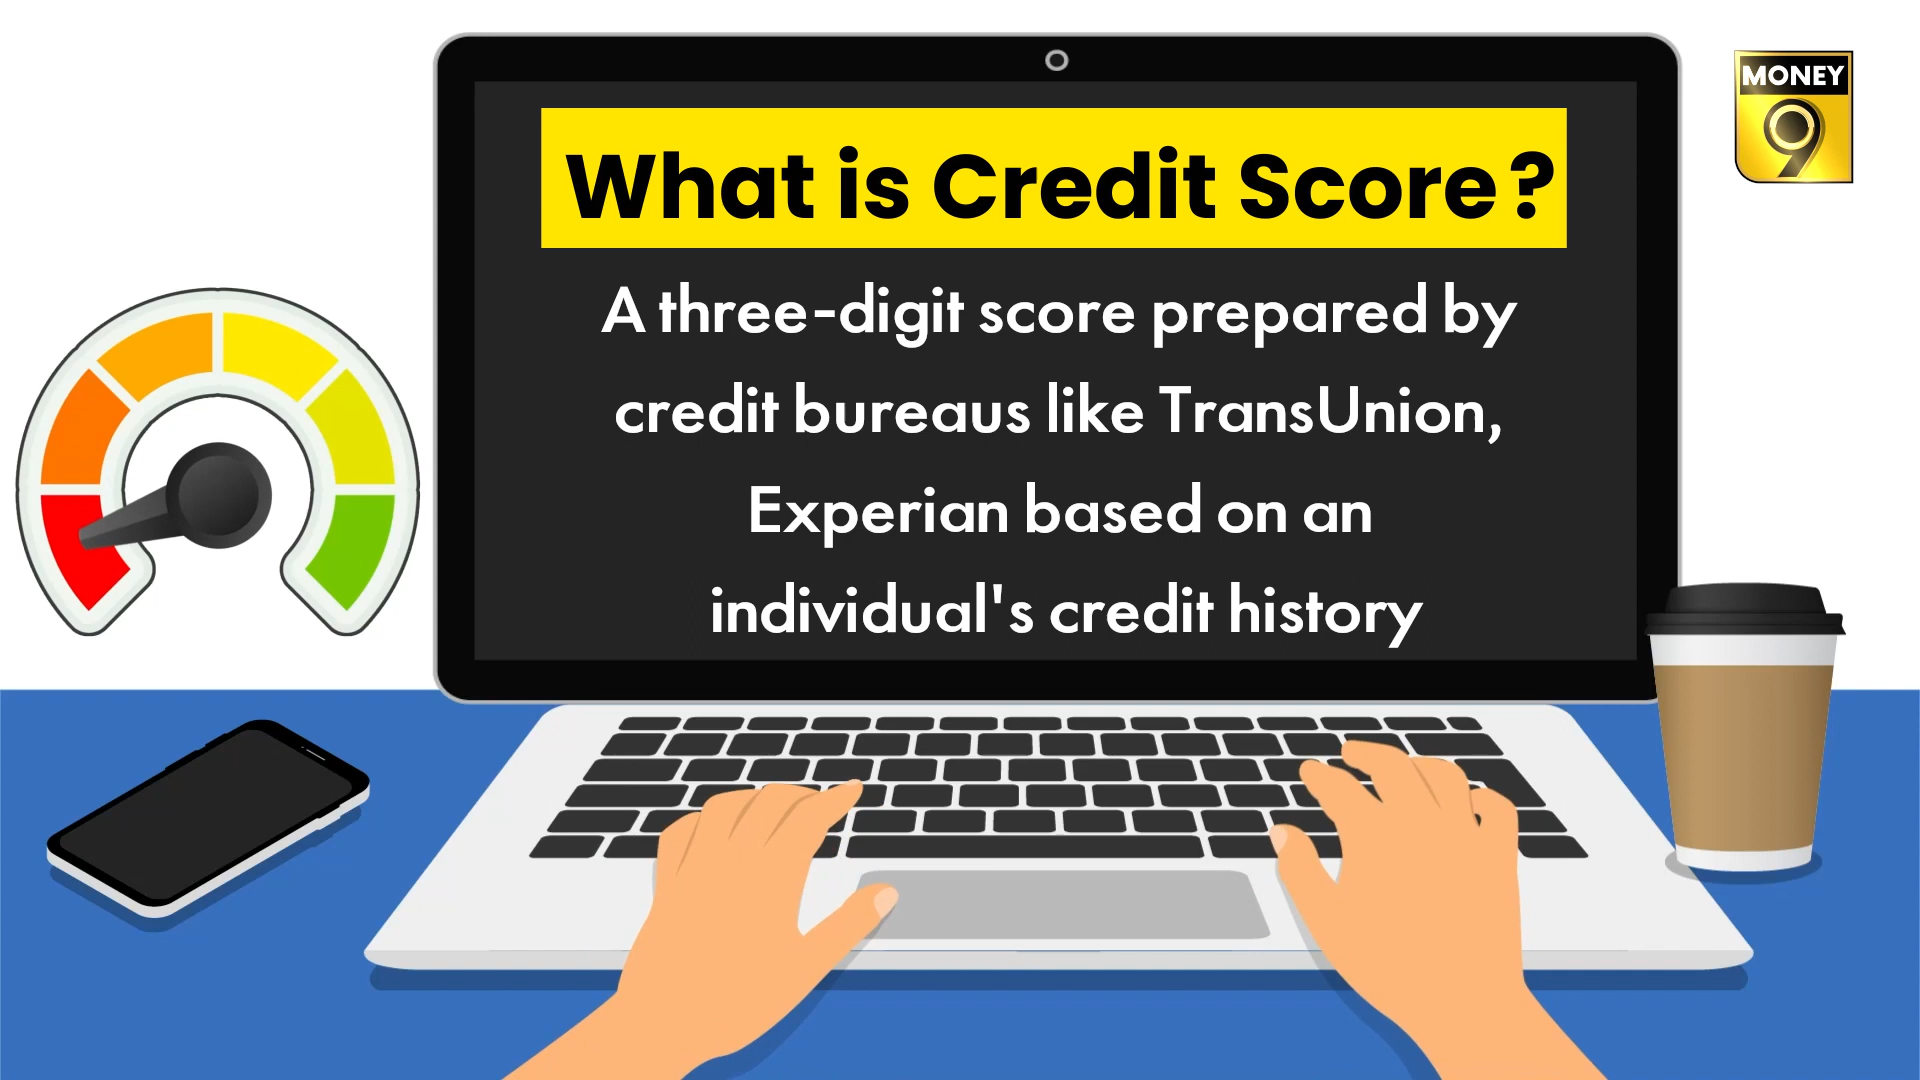 What is Credit Score?
A three-digit score prepared by
credit bureaus like TransUnion,
Experian based on an
individual's credit history
MONEY
9